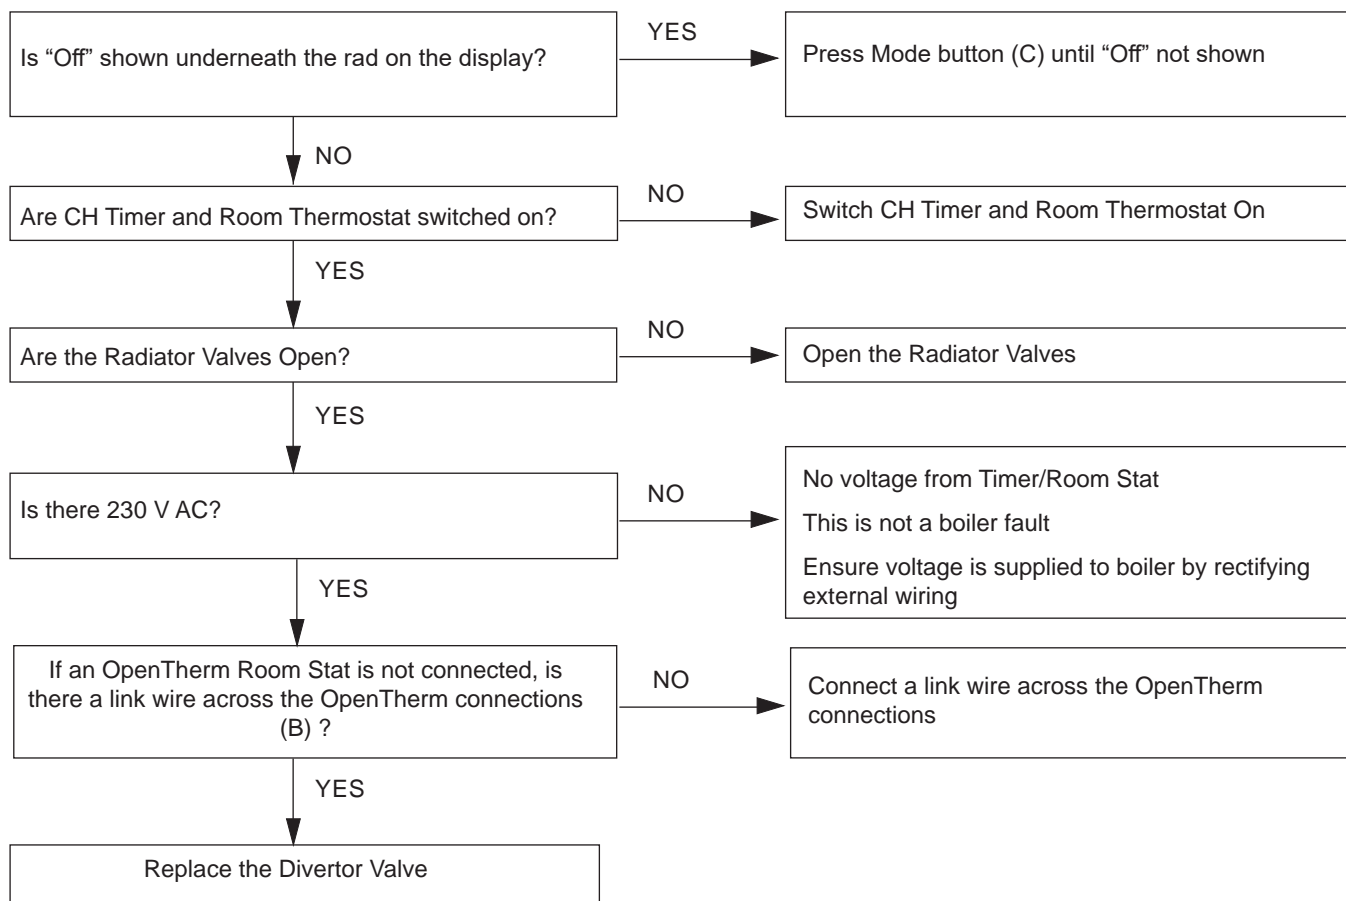 Is “Off” shown underneath the rad on the display?
YES
Press Mode button (C) until “Off” not shown
NO
Are CH Timer and Room Thermostat switched on?
NO
Switch CH Timer and Room Thermostat On
YES
Are the Radiator Valves Open?
NO
Open the Radiator Valves
YES
Is there 230 V AC?
NO
No voltage from Timer/Room Stat
This is not a boiler fault
Ensure voltage is supplied to boiler by rectifying
external wiring
YES
If an OpenTherm Room Stat is not connected, is
there a link wire across the OpenTherm connections
(B) ?
NO
Connect a link wire across the OpenTherm
connections
YES
Replace the Divertor Valve